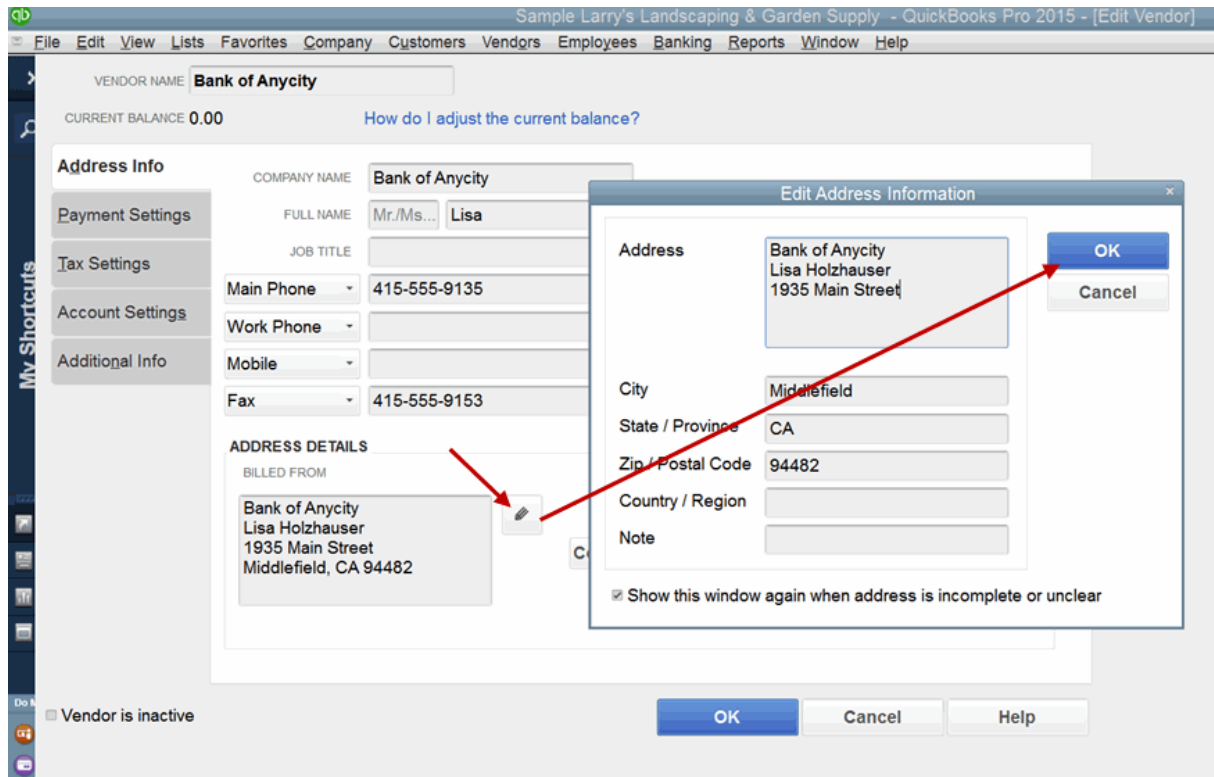 qb
Sample Larry's Landscaping & Garden Supply - QuickBooks Pro 2015 - [Edit Vendor]
File Edit View Lists Favorites Company Customers Vendors Employees Banking Reports Window Help
VENDOR NAME Bank of Anycity
CURRENT BALANCE 0.00 How do I adjust the current balance?
My Shortcuts
Address Info
Payment Settings
Tax Settings
Account Settings
Additional Info
COMPANY NAME Bank of Anycity
FULL NAME Mr./Ms... Lisa
JOB TITLE
Main Phone 415-555-9135
Work Phone
Mobile
Fax 415-555-9153
ADDRESS DETAILS
BILLED FROM
Bank of Anycity
Lisa Holzhauser
1935 Main Street
Middlefield, CA 94482
Edit Address Information
Address Bank of Anycity
Lisa Holzhauser
1935 Main Street
City Middlefield
State / Province CA
Zip / Postal Code 94482
Country / Region
Note
OK
Cancel
Show this window again when address is incomplete or unclear
Do
Vendor is inactive
OK Cancel Help